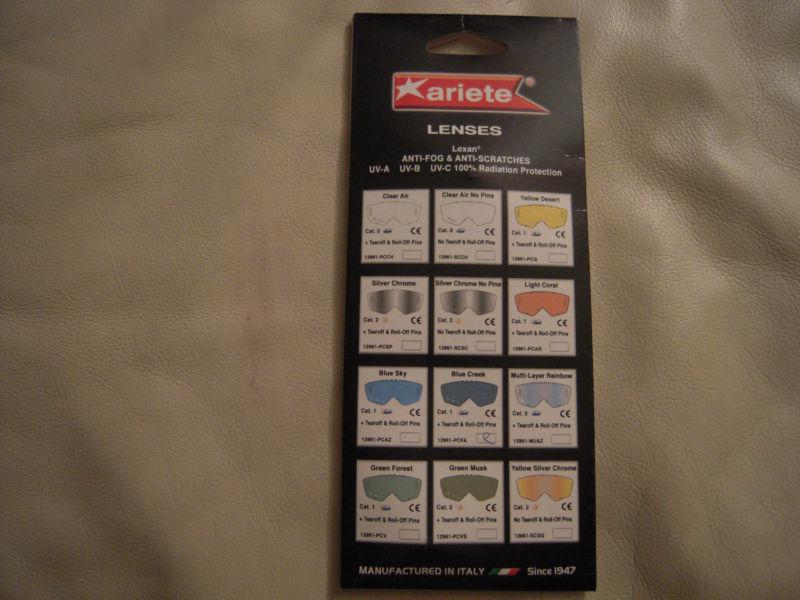 ariete
LENSES
Lexan®
ANTI-FOG & ANTI-SCRATCHES
UV-A UV-B UV-C 100% Radiation Protection
Clear Air
Cat. 0 CE
+ Tearoff & Roll-Off Pins
12961-PCCH
Clear Air No Pins
Cat. 0 CE
No Tearoff & Roll-Off Pins
12961-SCCH
Yellow Desert
Cat. 1 CE
+ Tearoff & Roll-Off Pins
12961-PCG
Silver Chrome
Cat. 2 CE
+ Tearoff & Roll-Off Pins
12961-PCSP
Silver Chrome No Pins
Cat. 2 CE
No Tearoff & Roll-Off Pins
12961-SCSC
Light Coral
Cat. 1 CE
+ Tearoff & Roll-Off Pins
12961-PCAR
Blue Sky
Cat. 1 CE
+ Tearoff & Roll-Off Pins
12961-PCAZ
Blue Creek
Cat. 1 CE
+ Tearoff & Roll-Off Pins
12961-PCFA
Multi-Layer Rainbow
Cat. 0 CE
+ Tearoff & Roll-Off Pins
12961-MUAZ
Green Forest
Cat. 1 CE
+ Tearoff & Roll-Off Pins
12961-PCV
Green Musk
Cat. 2 CE
+ Tearoff & Roll-Off Pins
12961-PCVS
Yellow Silver Chrome
Cat. 2 CE
No Tearoff & Roll-Off Pins
12961-SCSG
MANUFACTURED IN ITALY Since 1947